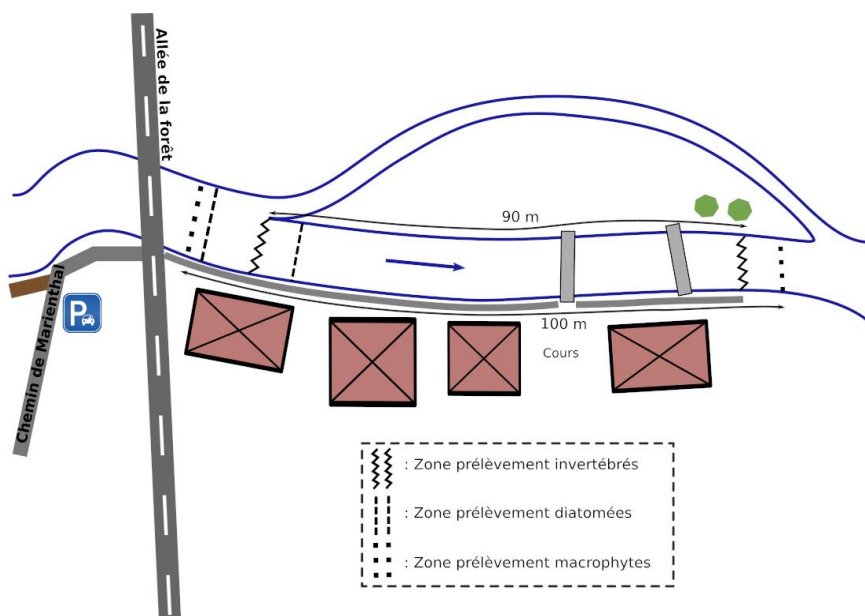 Allée de la forêt
90 m
Chemin de Marienthal
P
100 m
Cours
: Zone prélèvement invertébrés
: Zone prélèvement diatomées
: Zone prélèvement macrophytes